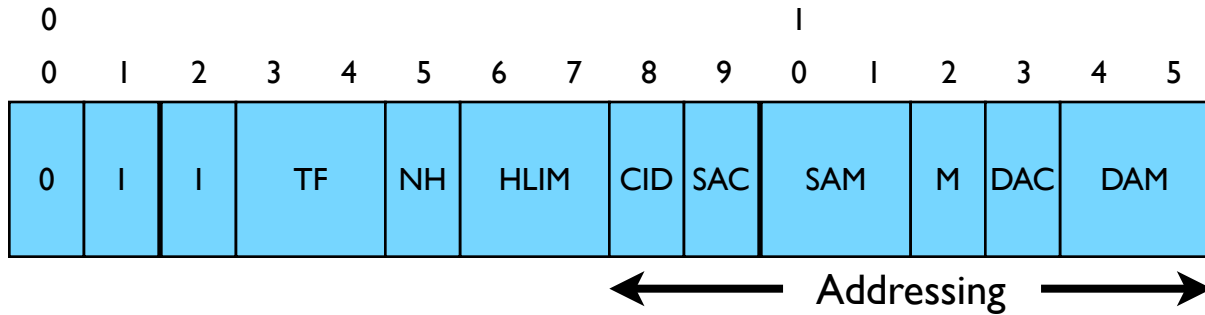 0 1
0 1 2 3 4 5 6 7 8 9 0 1 2 3 4 5
0 1 1 TF NH HLIM CID SAC SAM M DAC DAM
Addressing